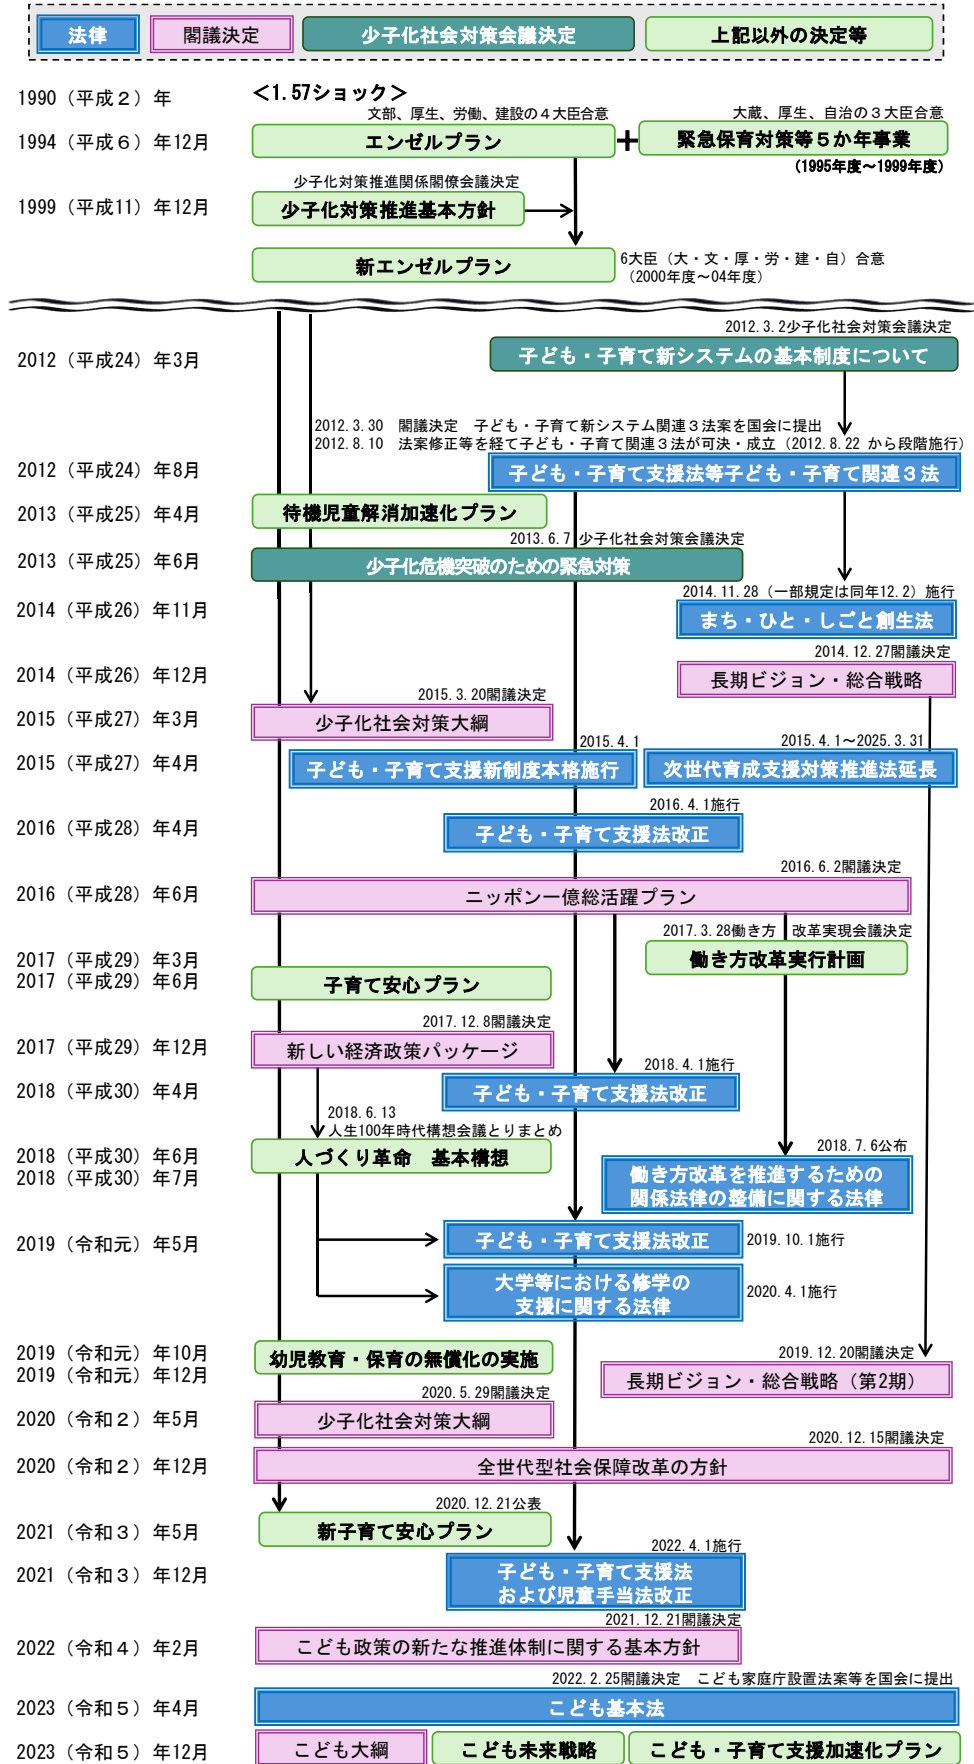 法律　閣議決定　少子化社会対策会議決定　上記以外の決定等
1990（平成２）年　＜1.57ショック＞
文部、厚生、労働、建設の４大臣合意　大蔵、厚生、自治の３大臣合意
1994（平成６）年12月　エンゼルプラン　＋　緊急保育対策等５か年事業
（1995年度～1999年度）
少子化対策推進関係閣僚会議決定
1999（平成11）年12月　少子化対策推進基本方針
新エンゼルプラン　6大臣（大・文・厚・労・建・自）合意
（2000年度～04年度）
2012.3.2少子化社会対策会議決定
2012（平成24）年3月　子ども・子育て新システムの基本制度について
2012.3.30　閣議決定　子ども・子育て新システム関連３法案を国会に提出
2012.8.10　法案修正等を経て子ども・子育て関連３法が可決・成立（2012.8.22 から段階施行）
2012（平成24）年8月　子ども・子育て支援法等子ども・子育て関連３法
2013（平成25）年4月　待機児童解消加速化プラン
2013.6.7 少子化社会対策会議決定
2013（平成25）年6月　少子化危機突破のための緊急対策
2014.11.28（一部規定は同年12.2）施行
2014（平成26）年11月　まち・ひと・しごと創生法
2014.12.27閣議決定
2014（平成26）年12月　長期ビジョン・総合戦略
2015.3.20閣議決定
2015（平成27）年3月　少子化社会対策大綱
2015.4.1　2015.4.1～2025.3.31
2015（平成27）年4月　子ども・子育て支援新制度本格施行　次世代育成支援対策推進法延長
2016.4.1施行
2016（平成28）年4月　子ども・子育て支援法改正
2016.6.2閣議決定
2016（平成28）年6月　ニッポン一億総活躍プラン
2017.3.28働き方　改革実現会議決定
2017（平成29）年3月　働き方改革実行計画
2017（平成29）年6月　子育て安心プラン
2017.12.8閣議決定
2017（平成29）年12月　新しい経済政策パッケージ
2018.4.1施行
2018（平成30）年4月　子ども・子育て支援法改正
2018.6.13
人生100年時代構想会議とりまとめ
2018（平成30）年6月　人づくり革命　基本構想　2018.7.6公布
2018（平成30）年7月　働き方改革を推進するための
関係法律の整備に関する法律
2019（令和元）年5月　子ども・子育て支援法改正　2019.10.1施行
大学等における修学の
支援に関する法律　2020.4.1施行
2019（令和元）年10月　幼児教育・保育の無償化の実施　2019.12.20閣議決定
2019（令和元）年12月　長期ビジョン・総合戦略（第2期）
2020.5.29閣議決定
2020（令和２）年5月　少子化社会対策大綱
2020.12.15閣議決定
2020（令和２）年12月　全世代型社会保障改革の方針
2020.12.21公表
2021（令和３）年5月　新子育て安心プラン
2022.4.1施行
2021（令和３）年12月　子ども・子育て支援法
および児童手当法改正
2021.12.21閣議決定
2022（令和４）年2月　こども政策の新たな推進体制に関する基本方針
2022.2.25閣議決定　こども家庭庁設置法案等を国会に提出
2023（令和５）年4月　こども基本法
2023（令和５）年12月　こども大綱　こども未来戦略　こども・子育て支援加速化プラン